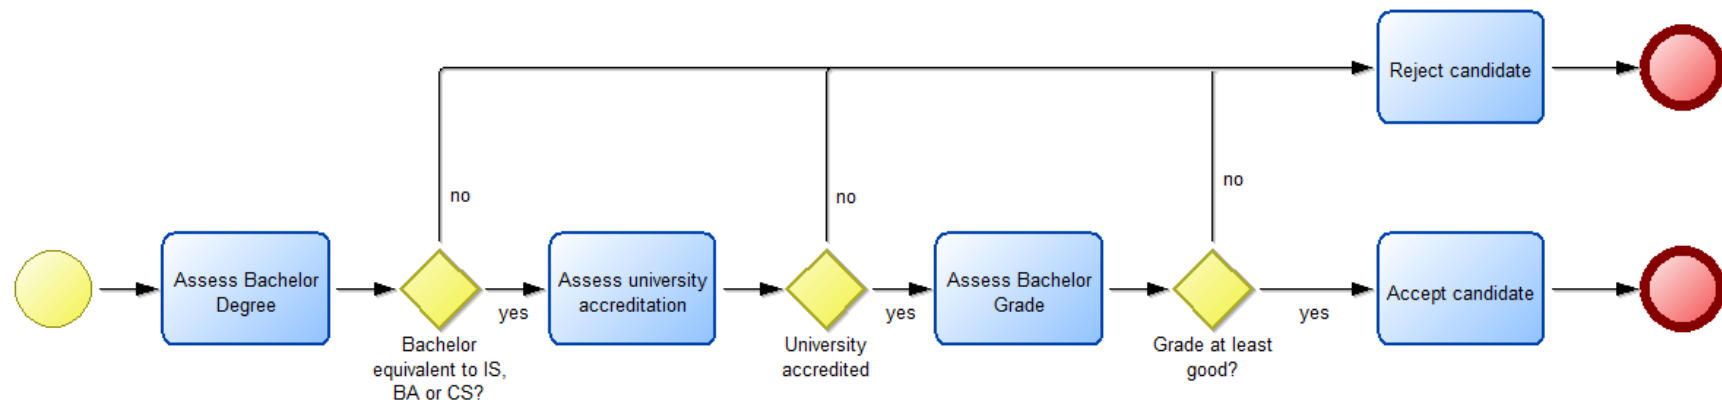 Reject candidate
no
no
no
Assess Bachelor
Degree
Assess university
accreditation
Assess Bachelor
Grade
Accept candidate
yes
yes
yes
Bachelor
equivalent to IS,
BA or CS?
University
accredited
Grade at least
good?